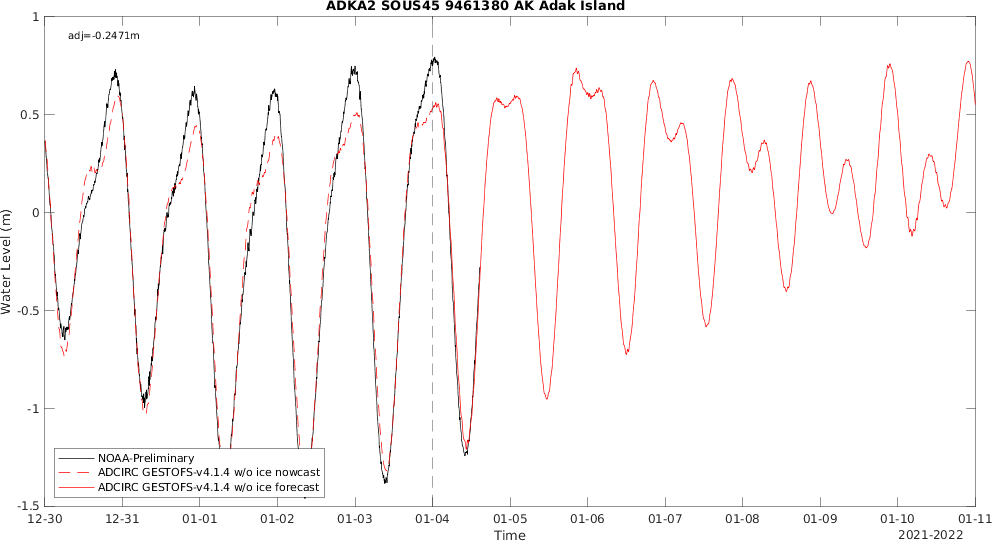 ADKA2 SOUS45 9461380 AK Adak Island
adj=-0.2471m
1
0.5
0
-0.5
-1
-1.5
Water Level (m)
NOAA-Preliminary
ADCIRC GESTOFS-v4.1.4 w/o ice nowcast
ADCIRC GESTOFS-v4.1.4 w/o ice forecast
12-30 12-31 01-01 01-02 01-03 01-04 01-05 01-06 01-07 01-08 01-09 01-10 01-11
Time
2021-2022